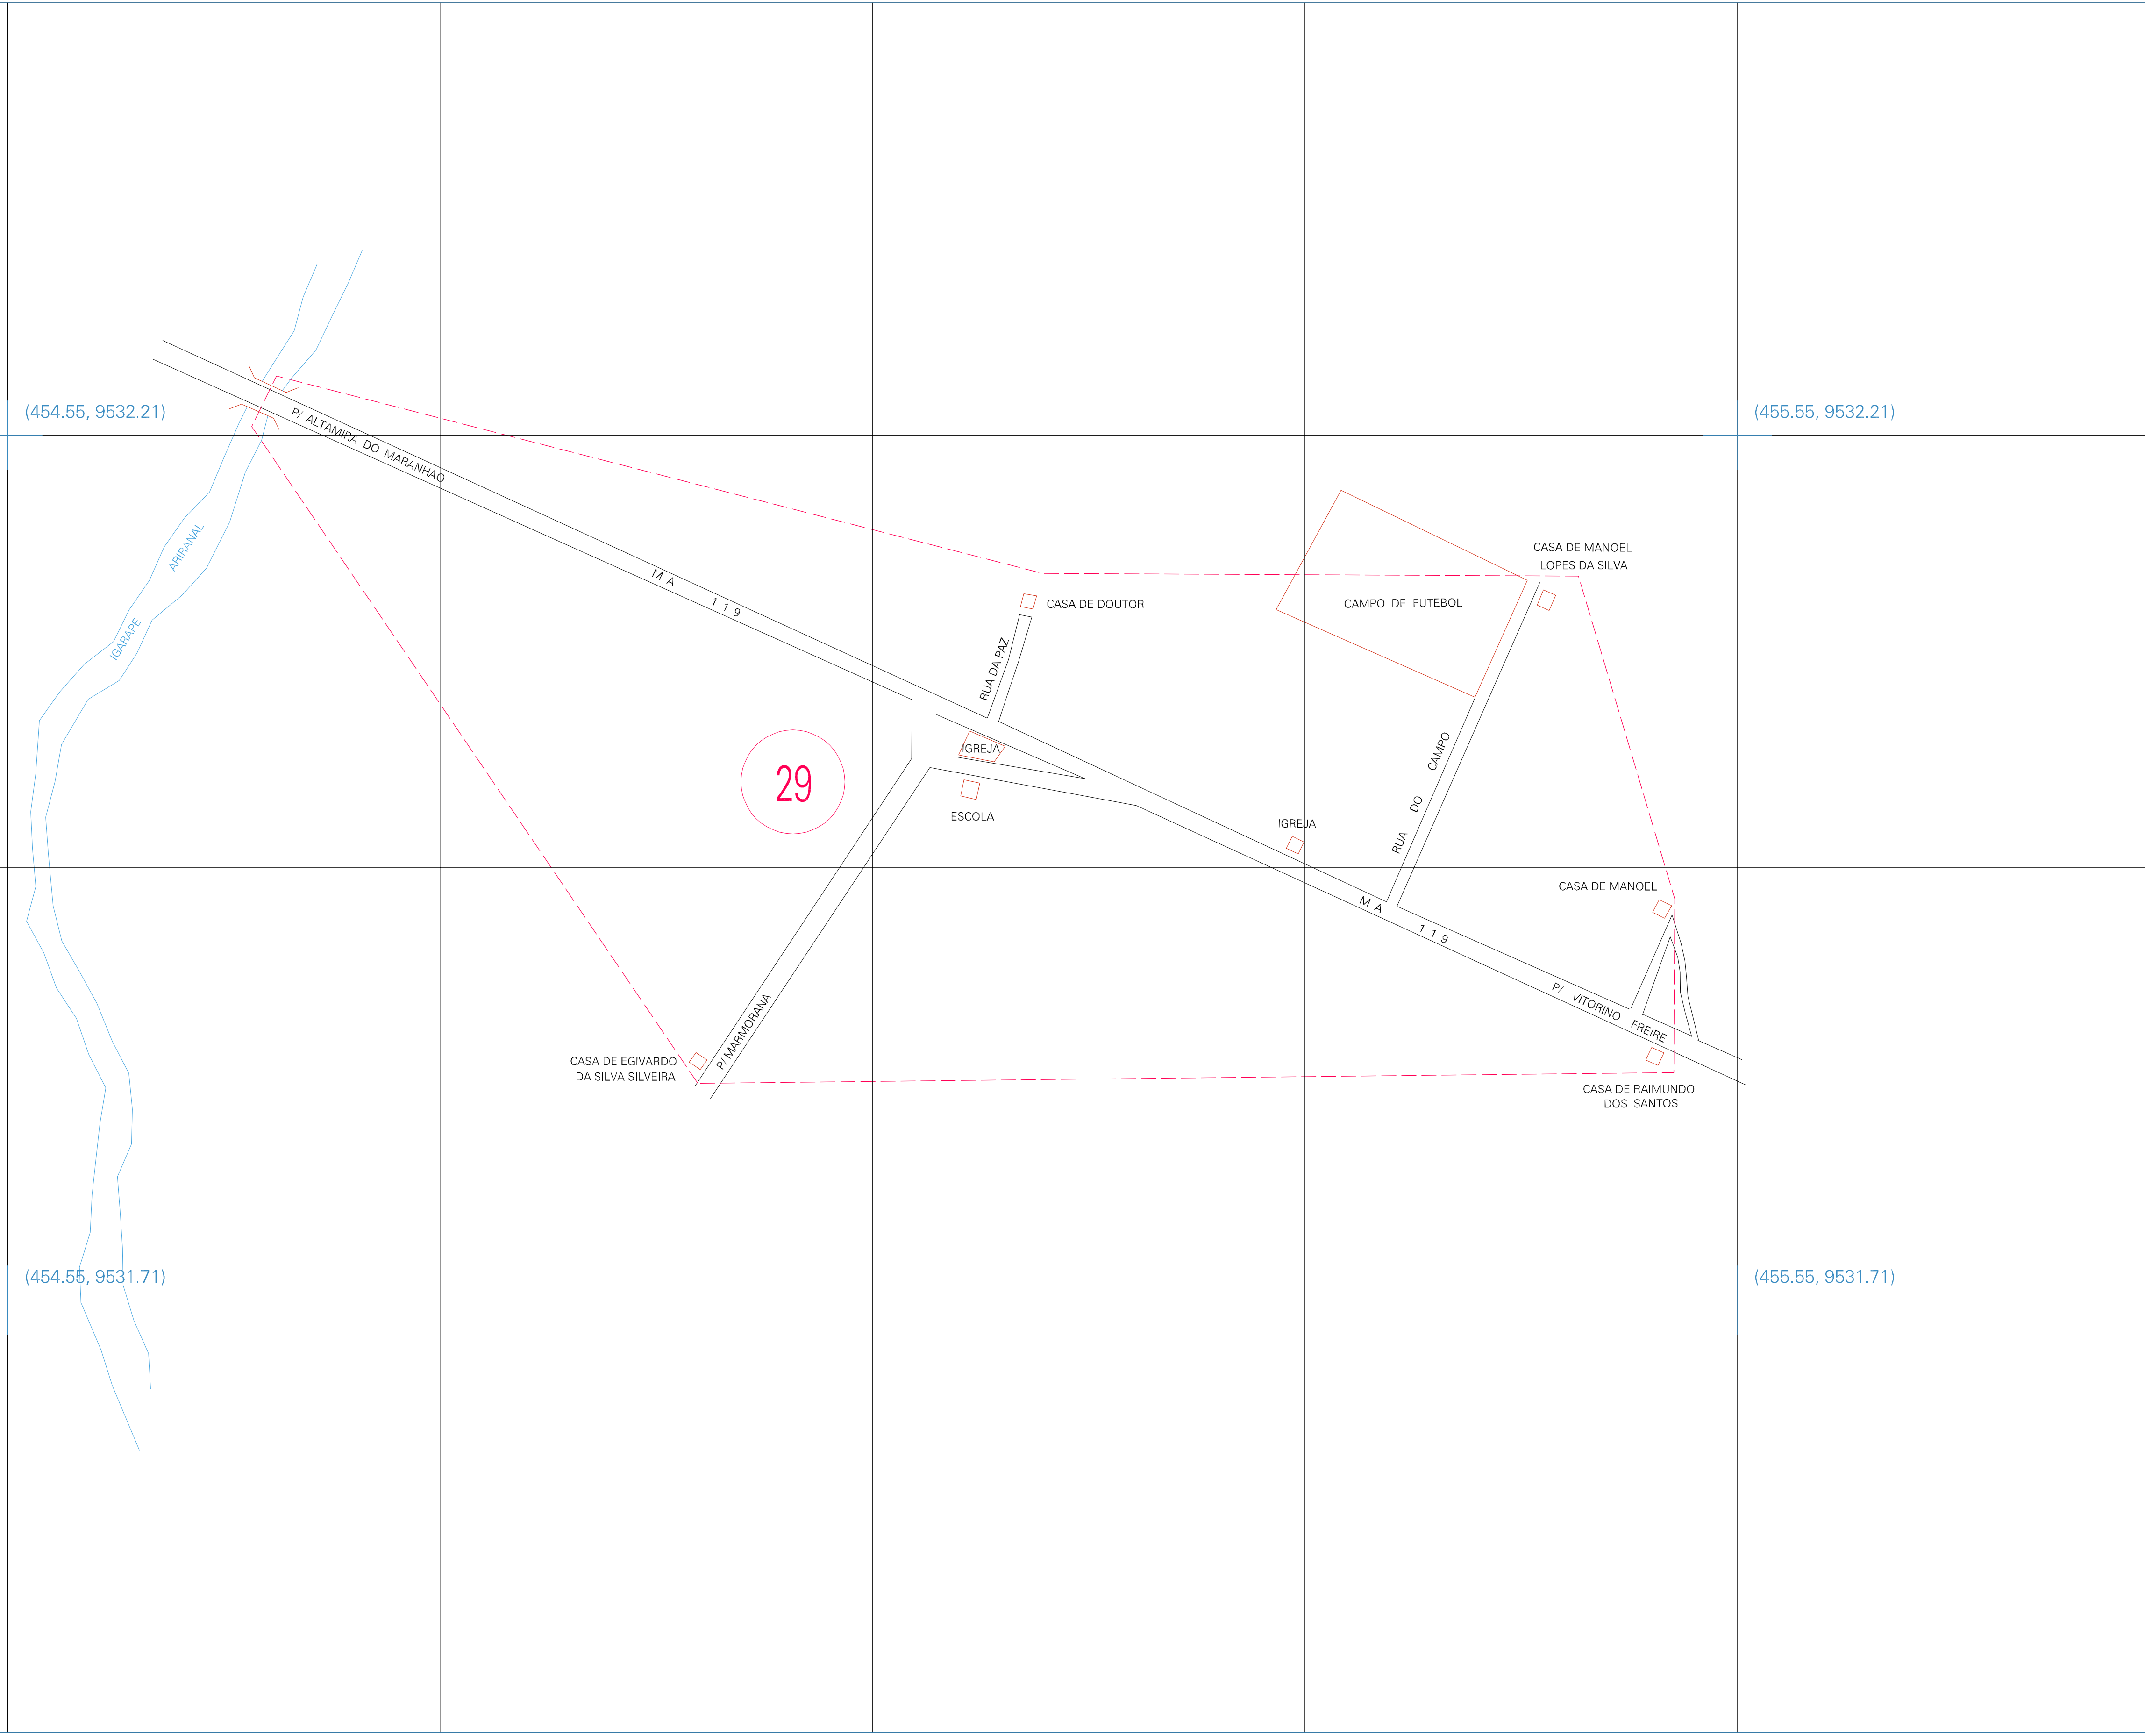 (454.55, 9532.21)
(455.55, 9532.21)
P/ ALTAMIRA DO MARANHAO
ARIRANAL
IGARAPE
CASA DE MANOEL
LOPES DA SILVA
M A
1 1 9
CASA DE DOUTOR
CAMPO DE FUTEBOL
RUA DA PAZ
IGREJA
29
ESCOLA
RUA DO CAMPO
IGREJA
CASA DE MANOEL
M A
1 1 9
P/ VITORINO FREIRE
P/ MARMORANA
CASA DE EGIVARDO
DA SILVA SILVEIRA
CASA DE RAIMUNDO
DOS SANTOS
(454.55, 9531.71)
(455.55, 9531.71)